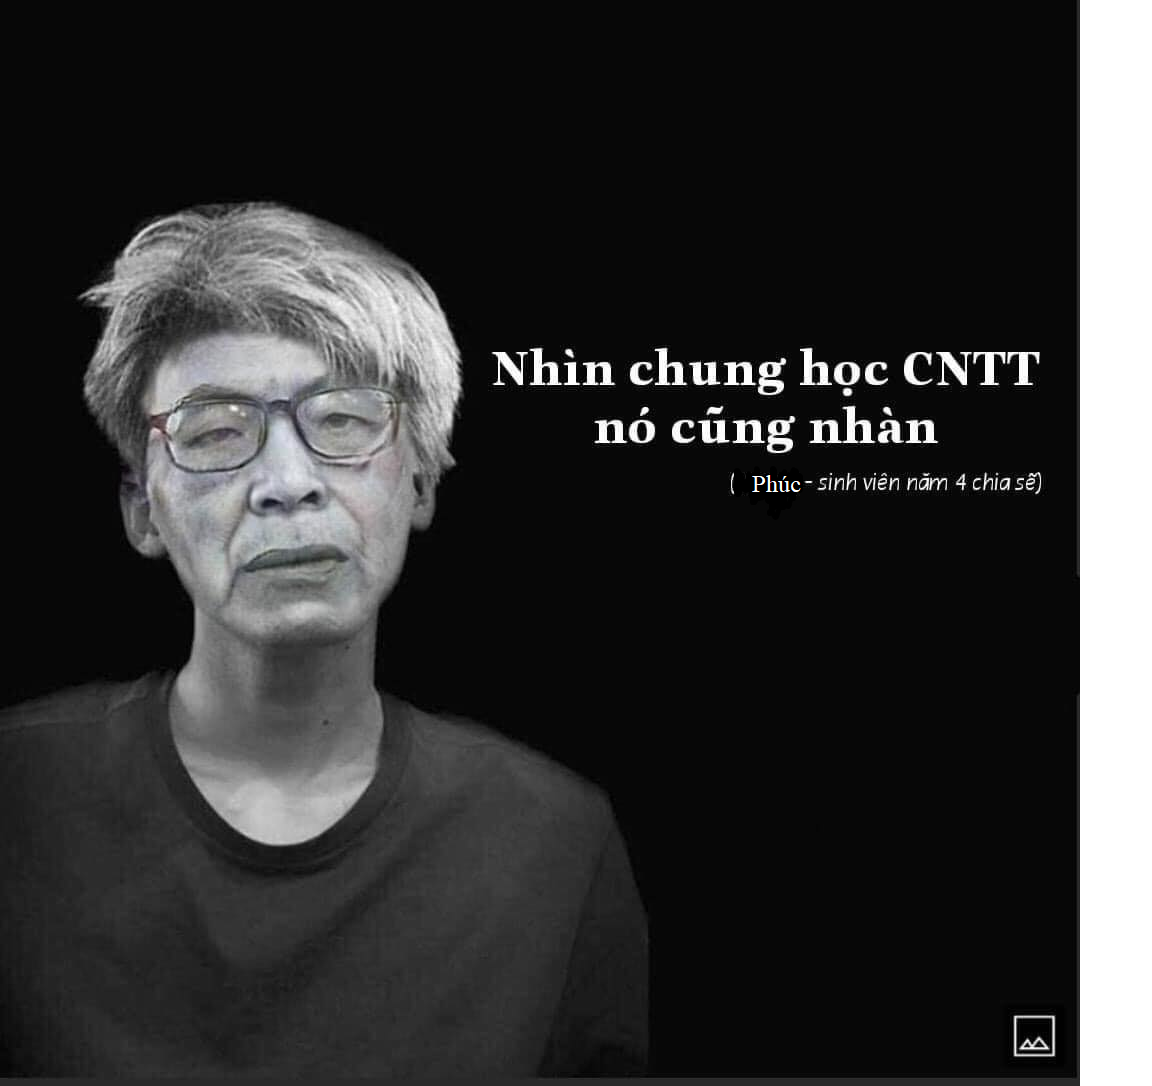 Nhìn chung học CNTT
nó cũng nhàn
( Phúc - sinh viên năm 4 chia sẽ)